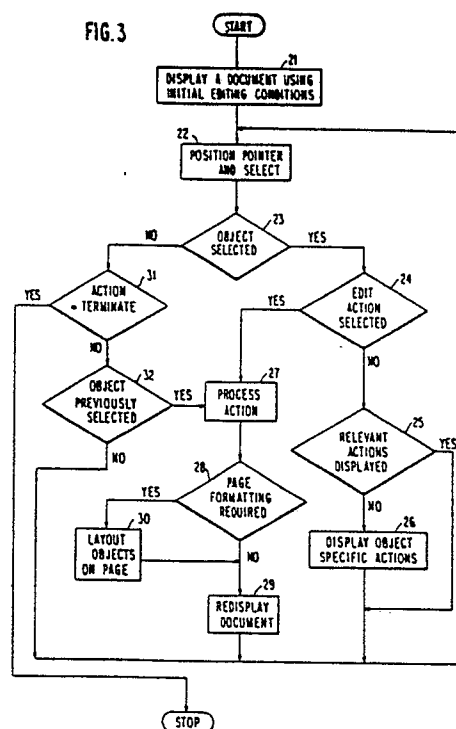 FIG.3
START
21
DISPLAY A DOCUMENT USING
INITIAL EDITING CONDITIONS
22
POSITION POINTER
AND SELECT
23
OBJECT
SELECTED
NO
YES
31
ACTION
TERMINATE
YES
NO
24
EDIT
ACTION
SELECTED
YES
NO
32
OBJECT
PREVIOUSLY
SELECTED
YES
NO
27
PROCESS
ACTION
25
RELEVANT
ACTIONS
DISPLAYED
YES
NO
28
PAGE
FORMATTING
REQUIRED
YES
NO
30
LAYOUT
OBJECTS
ON PAGE
26
DISPLAY OBJECT
SPECIFIC ACTIONS
29
REDISPLAY
DOCUMENT
STOP